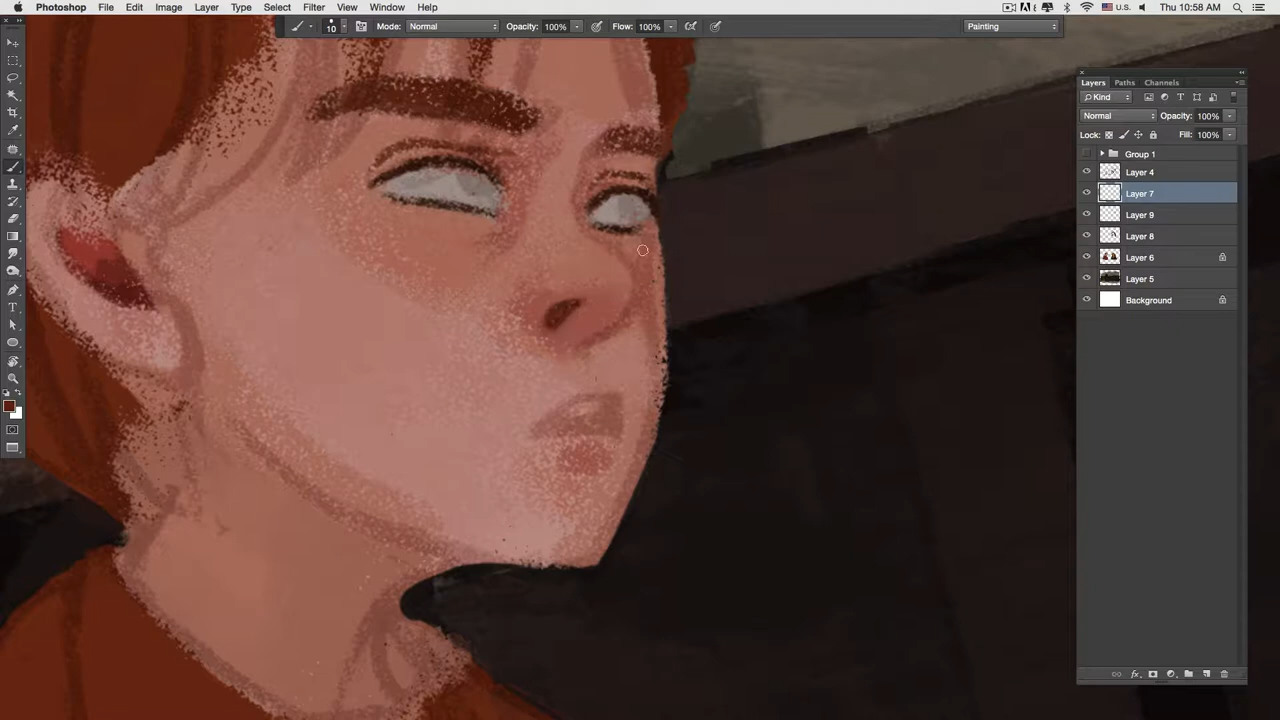 Photoshop File Edit Image Layer Type Select Filter View Window Help U.S. Thu 10:58 AM
10 Mode: Normal Opacity: 100% Flow: 100% Painting
Layers Paths Channels
Kind
Normal Opacity: 100%
Lock: Fill: 100%
Group 1
Layer 4
Layer 7
Layer 9
Layer 8
Layer 6
Layer 5
Background